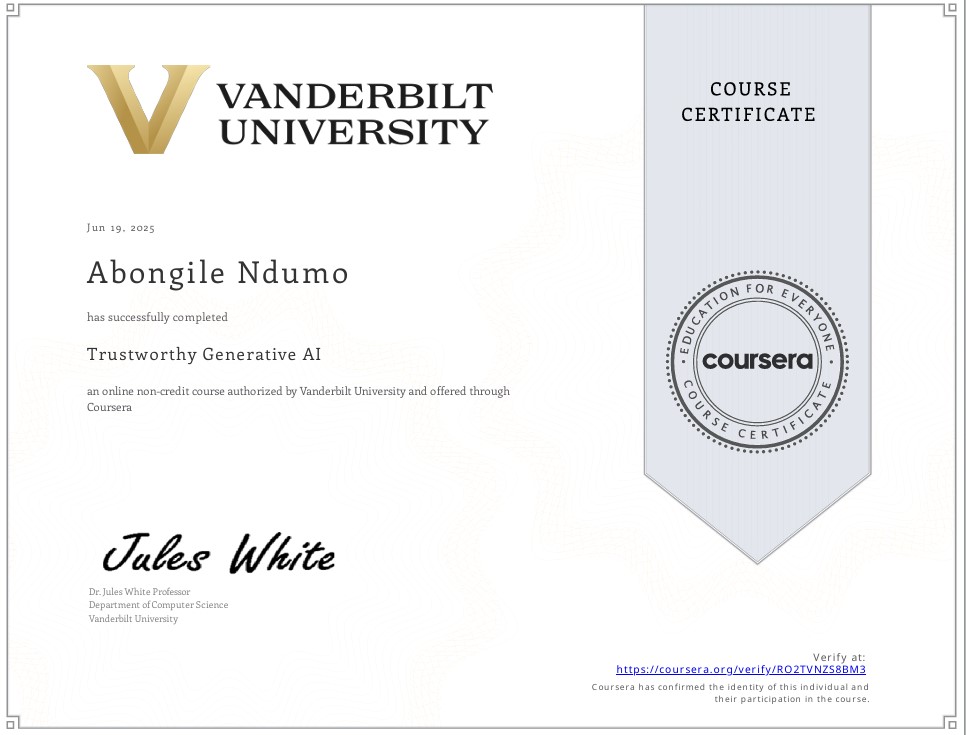 VANDERBILT
UNIVERSITY
COURSE
CERTIFICATE
Jun 19, 2025
Abongile Ndumo
has successfully completed
Trustworthy Generative AI
an online non-credit course authorized by Vanderbilt University and offered through
Coursera
EDUCATION FOR EVERYONE
coursera
COURSE CERTIFICATE
Jules White
Dr. Jules White Professor
Department of Computer Science
Vanderbilt University
Verify at:
https://coursera.org/verify/RO2TVNZS8BM3
Coursera has confirmed the identity of this individual and
their participation in the course.